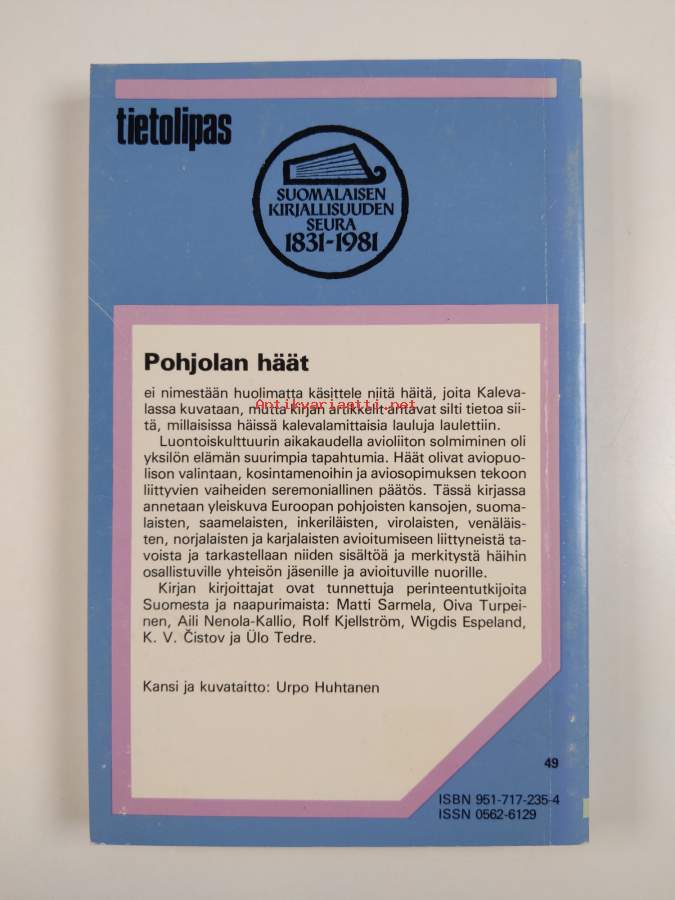 tietolipas
SUOMALAISEN
KIRJALLISUUDEN
SEURA
1831-1981
Pohjolan häät
ei nimestään huolimatta käsittele niitä häitä, joita Kaleva-
lassa kuvataan, mutta kirjan artikkelit antavat silti tietoa sii-
Antikvariaatti.net
tä, millaisissa häissä kalevalamittaisia lauluja laulettiin.
Luontoiskulttuurin aikakaudella avioliiton solmiminen oli
yksilön elämän suurimpia tapahtumia. Häät olivat aviopuo-
lison valintaan, kosintamenoihin ja aviosopimuksen tekoon
liittyvien vaiheiden seremoniallinen päätös. Tässä kirjassa
annetaan yleiskuva Euroopan pohjoisten kansojen, suoma-
laisten, saamelaisten, inkeriläisten, virolaisten, venäläis-
ten, norjalaisten ja karjalaisten avioitumiseen liittyneistä ta-
voista ja tarkastellaan niiden sisältöä ja merkitystä häihin
osallistuville yhteisön jäsenille ja avioituville nuorille.
Kirjan kirjoittajat ovat tunnettuja perinteentutkijoita
Suomesta ja naapurimaista: Matti Sarmela, Oiva Turpei-
nen, Aili Nenola-Kallio, Rolf Kjellström, Wigdis Espeland,
K. V. Čistov ja Ülo Tedre.
Kansi ja kuvataitto: Urpo Huhtanen
49
ISBN 951-717-235-4
ISSN 0562-6129